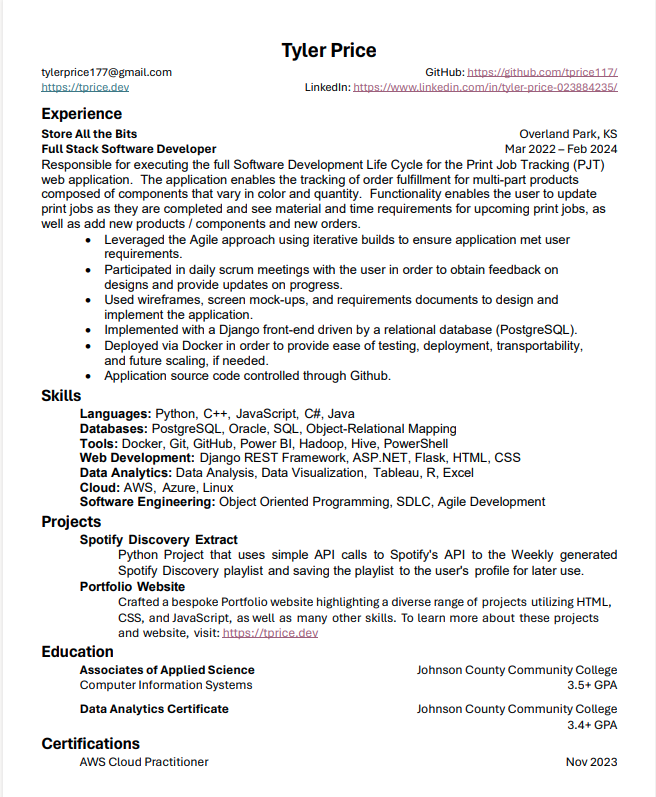 Tyler Price
tylerprice177@gmail.com GitHub: https://github.com/tprice117/
https://tprice.dev LinkedIn: https://www.linkedin.com/in/tyler-price-023884235/
Experience
Store All the Bits Overland Park, KS
Full Stack Software Developer Mar 2022 – Feb 2024
Responsible for executing the full Software Development Life Cycle for the Print Job Tracking (PJT)
web application. The application enables the tracking of order fulfillment for multi-part products
composed of components that vary in color and quantity. Functionality enables the user to update
print jobs as they are completed and see material and time requirements for upcoming print jobs, as
well as add new products / components and new orders.
• Leveraged the Agile approach using iterative builds to ensure application met user
requirements.
• Participated in daily scrum meetings with the user in order to obtain feedback on
designs and provide updates on progress.
• Used wireframes, screen mock-ups, and requirements documents to design and
implement the application.
• Implemented with a Django front-end driven by a relational database (PostgreSQL).
• Deployed via Docker in order to provide ease of testing, deployment, transportability,
and future scaling, if needed.
• Application source code controlled through Github.
Skills
Languages: Python, C++, JavaScript, C#, Java
Databases: PostgreSQL, Oracle, SQL, Object-Relational Mapping
Tools: Docker, Git, GitHub, Power BI, Hadoop, Hive, PowerShell
Web Development: Django REST Framework, ASP.NET, Flask, HTML, CSS
Data Analytics: Data Analysis, Data Visualization, Tableau, R, Excel
Cloud: AWS, Azure, Linux
Software Engineering: Object Oriented Programming, SDLC, Agile Development
Projects
Spotify Discovery Extract
Python Project that uses simple API calls to Spotify's API to the Weekly generated
Spotify Discovery playlist and saving the playlist to the user's profile for later use.
Portfolio Website
Crafted a bespoke Portfolio website highlighting a diverse range of projects utilizing HTML,
CSS, and JavaScript, as well as many other skills. To learn more about these projects
and website, visit: https://tprice.dev
Education
Associates of Applied Science Johnson County Community College
Computer Information Systems 3.5+ GPA
Data Analytics Certificate Johnson County Community College
3.4+ GPA
Certifications
AWS Cloud Practitioner Nov 2023